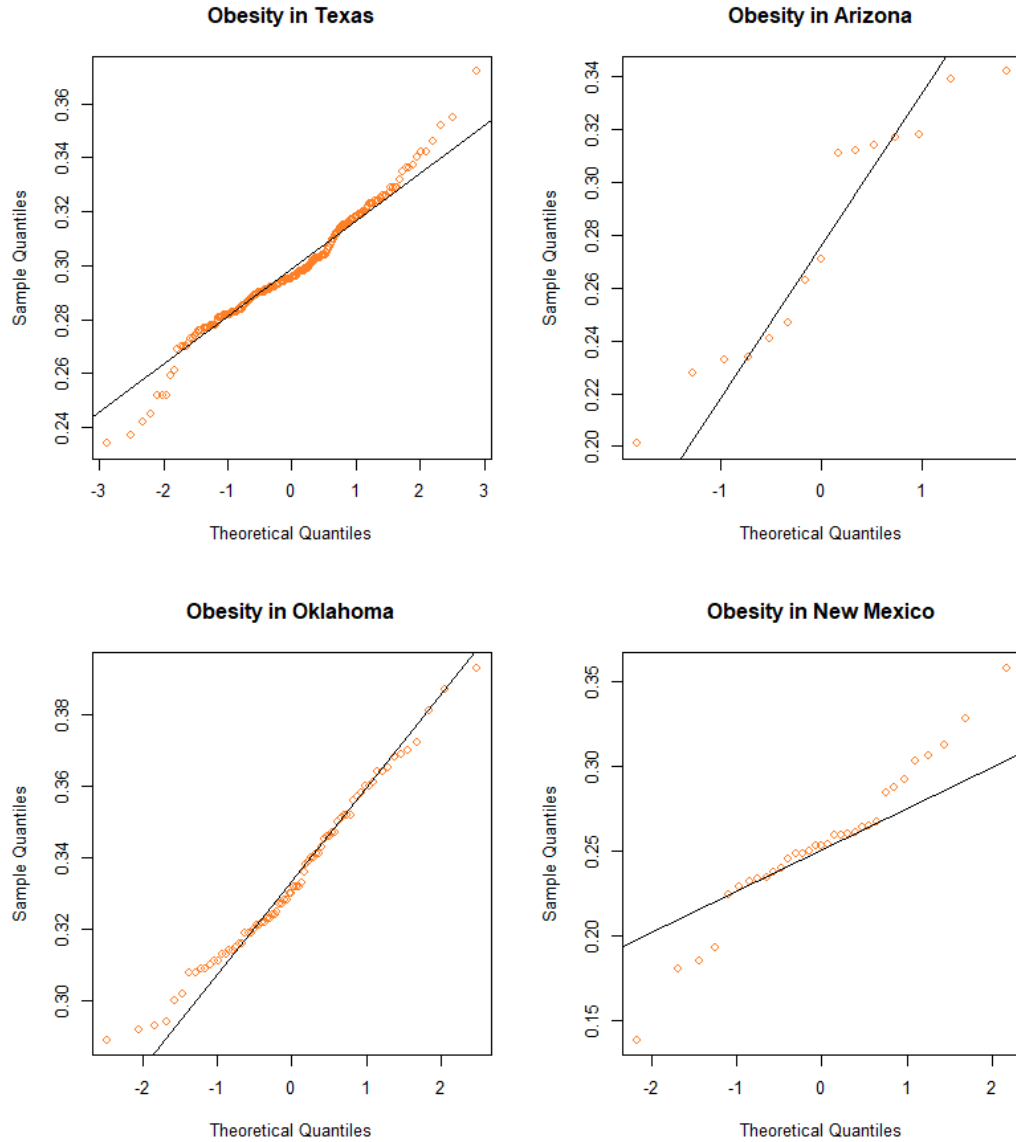 Obesity in Texas
Sample Quantiles
0.24 0.26 0.28 0.30 0.32 0.34 0.36
-3 -2 -1 0 1 2 3
Theoretical Quantiles
Obesity in Arizona
Sample Quantiles
0.20 0.22 0.24 0.26 0.28 0.30 0.32 0.34
-1 0 1
Theoretical Quantiles
Obesity in Oklahoma
Sample Quantiles
0.30 0.32 0.34 0.36 0.38
-2 -1 0 1 2
Theoretical Quantiles
Obesity in New Mexico
Sample Quantiles
0.15 0.20 0.25 0.30 0.35
-2 -1 0 1 2
Theoretical Quantiles